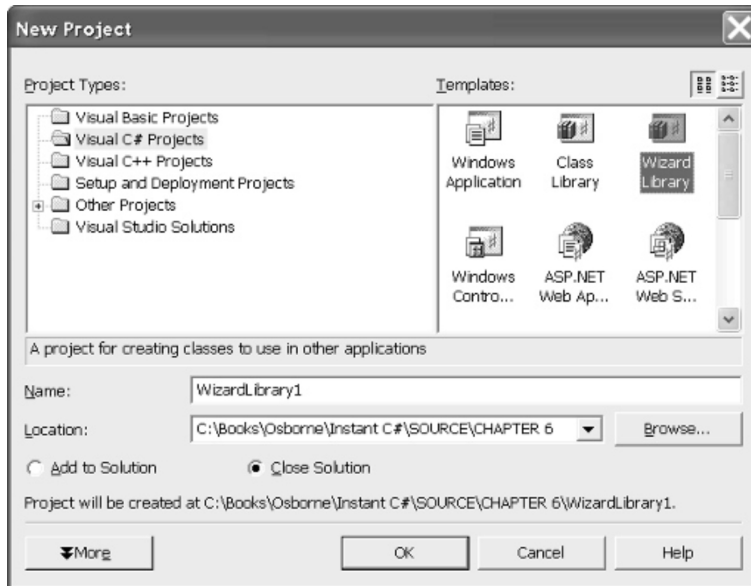 New Project
Project Types:
Templates:
Visual Basic Projects
Visual C# Projects
Visual C++ Projects
Setup and Deployment Projects
Other Projects
Visual Studio Solutions
Windows
Application
Class
Library
Wizard
Library
Windows
Contro...
ASP.NET
Web Ap...
ASP.NET
Web S...
A project for creating classes to use in other applications
Name:
WizardLibrary1
Location:
C:\Books\Osborne\Instant C#\SOURCE\CHAPTER 6
Browse...
Add to Solution
Close Solution
Project will be created at C:\Books\Osborne\Instant C#\SOURCE\CHAPTER 6\WizardLibrary1.
More
OK
Cancel
Help